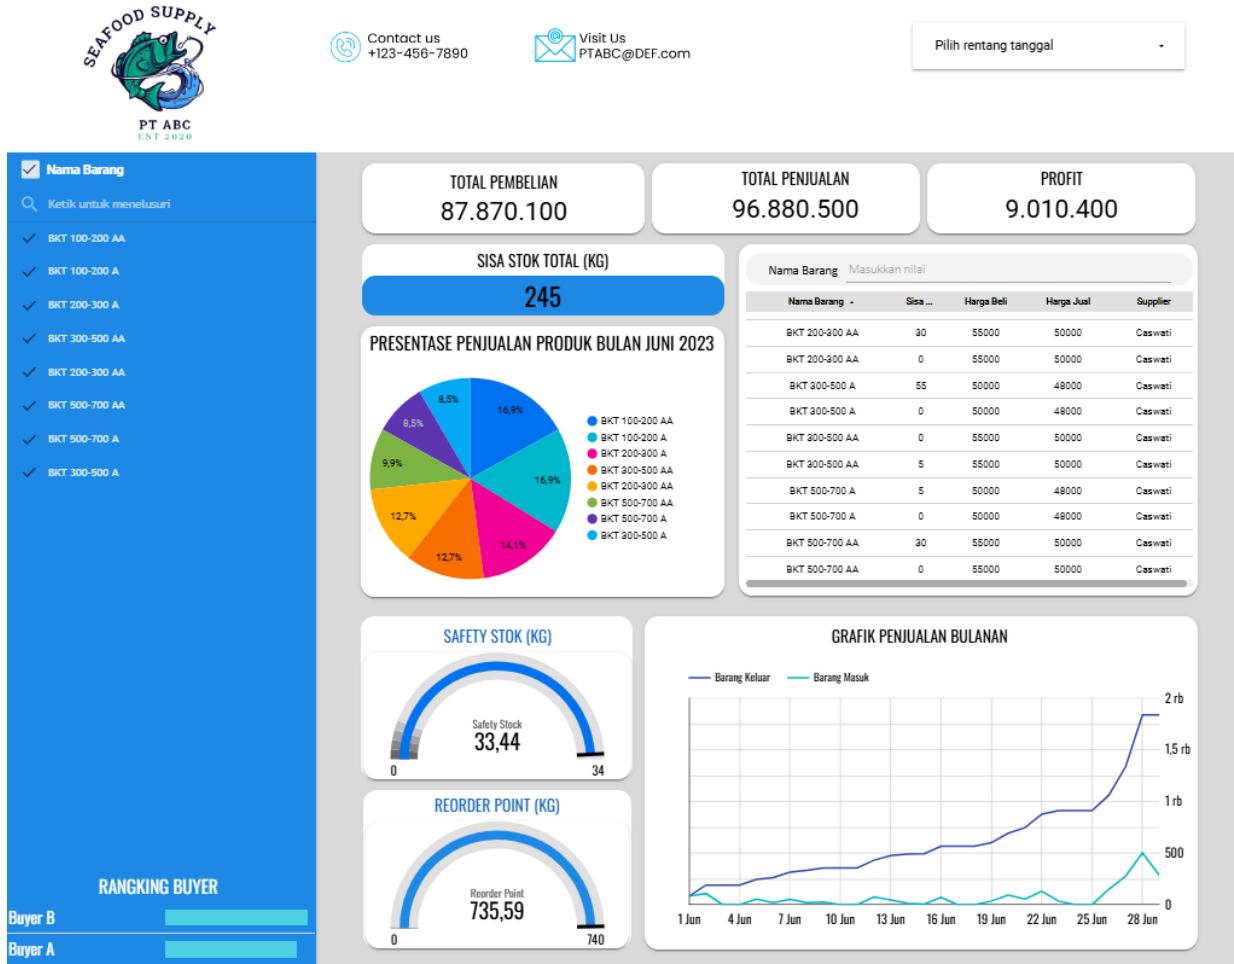 SEAFOOD SUPPLY
PT ABC
EST 2020
Contact us
+123-456-7890
Visit Us
PTABC@DEF.com
Pilih rentang tanggal
Nama Barang
Ketik untuk menelusuri
BKT 100-200 AA
BKT 100-200 A
BKT 200-300 A
BKT 300-500 AA
BKT 200-300 AA
BKT 500-700 AA
BKT 500-700 A
BKT 300-500 A
RANGKING BUYER
Buyer B
Buyer A
TOTAL PEMBELIAN
87.870.100
TOTAL PENJUALAN
96.880.500
PROFIT
9.010.400
SISA STOK TOTAL (KG)
245
PRESENTASE PENJUALAN PRODUK BULAN JUNI 2023
8,5%
16,9%
8,5%
9,9%
16,9%
12,7%
14,1%
12,7%
BKT 100-200 AA
BKT 100-200 A
BKT 200-300 A
BKT 300-500 AA
BKT 200-300 AA
BKT 500-700 AA
BKT 500-700 A
BKT 300-500 A
Nama Barang Masukkan nilai
Nama Barang Sisa ... Harga Beli Harga Jual Supplier
BKT 200-300 AA 30 55000 50000 Caswati
BKT 200-300 AA 0 55000 50000 Caswati
BKT 300-500 A 55 50000 48000 Caswati
BKT 300-500 A 0 50000 48000 Caswati
BKT 300-500 AA 0 55000 50000 Caswati
BKT 300-500 AA 5 55000 50000 Caswati
BKT 500-700 A 5 50000 48000 Caswati
BKT 500-700 A 0 50000 48000 Caswati
BKT 500-700 AA 30 55000 50000 Caswati
BKT 500-700 AA 0 55000 50000 Caswati
SAFETY STOK (KG)
Safety Stock
33,44
0 34
REORDER POINT (KG)
Reorder Point
735,59
0 740
GRAFIK PENJUALAN BULANAN
Barang Keluar Barang Masuk
2 rb
1,5 rb
1 rb
500
0
1 Jun 4 Jun 7 Jun 10 Jun 13 Jun 16 Jun 19 Jun 22 Jun 25 Jun 28 Jun